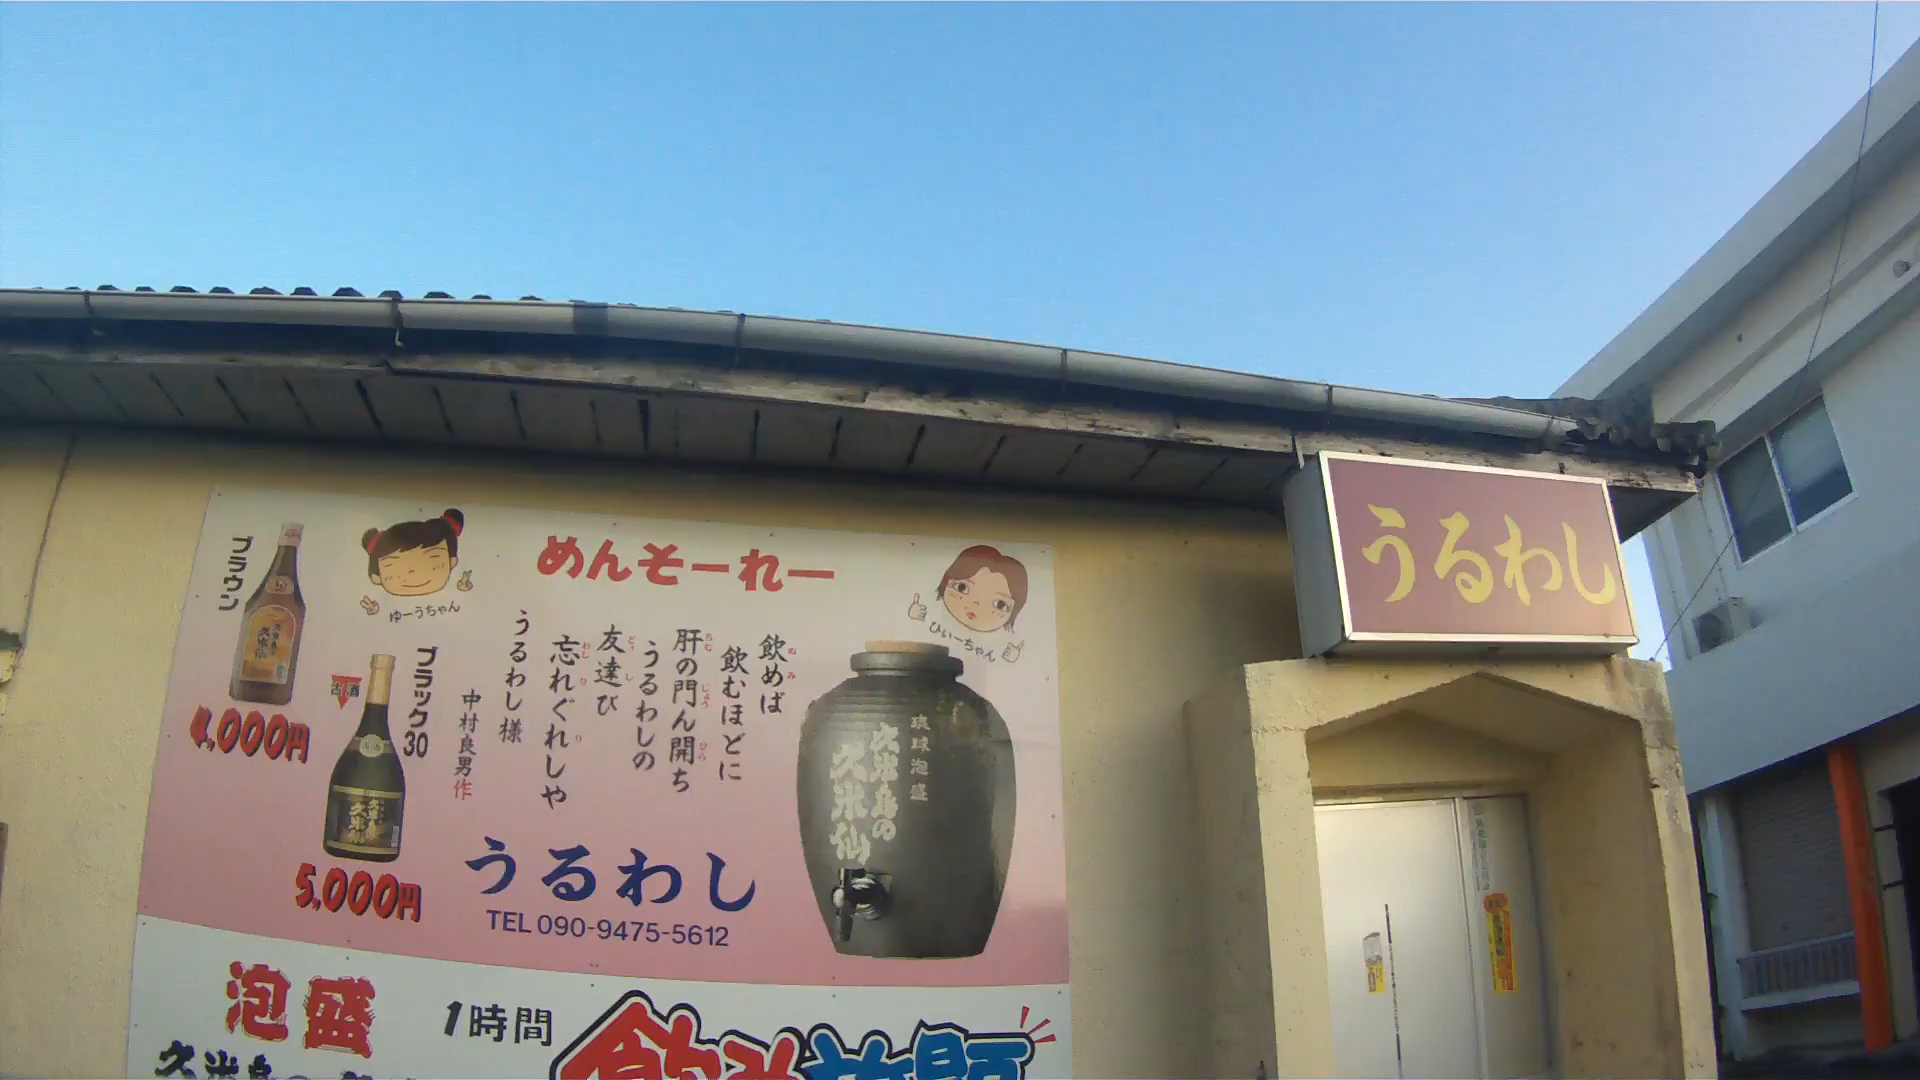 めんそーれー
ブラウン
ゆーうちゃん
ひぃーちゃん
4,000円
古酒
ブラック30
5,000円
飲めば
飲むほどに
肝の門ん開ち
うるわしの
友達び
忘れぐれしや
うるわし様
中村良男作
琉球泡盛
久米島の
久米仙
うるわし
TEL 090-9475-5612
泡盛
1時間
飲み放題
うるわし